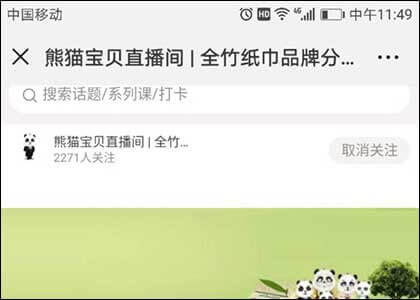 中国移动
HD 4G 中午11:49
熊猫宝贝直播间 | 全竹纸巾品牌分...
搜索话题/系列课/打卡
熊猫宝贝直播间 | 全竹...
2271人关注
取消关注